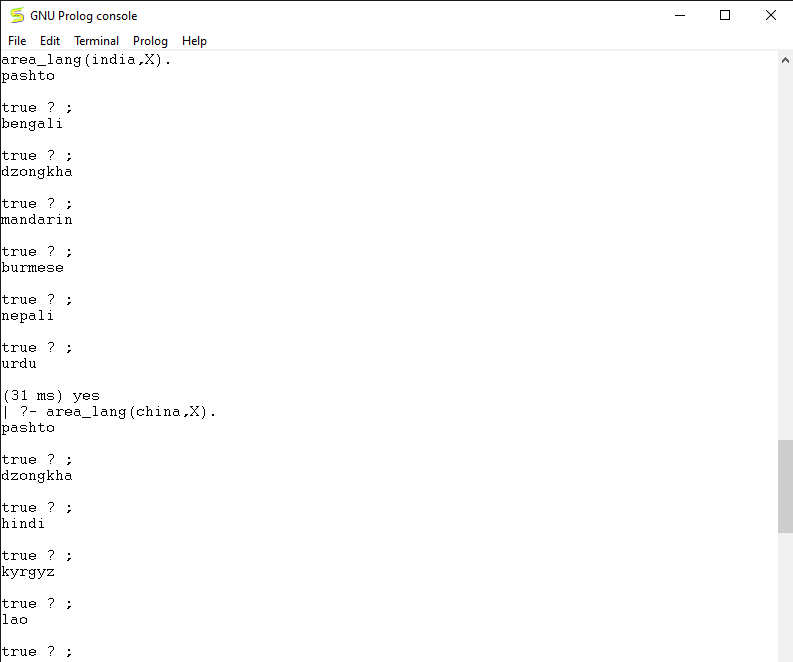 GNU Prolog console
File Edit Terminal Prolog Help
area_lang(india,X).
pashto
true ? ;
bengali
true ? ;
dzongkha
true ? ;
mandarin
true ? ;
burmese
true ? ;
nepali
true ? ;
urdu
(31 ms) yes
| ?- area_lang(china,X).
pashto
true ? ;
dzongkha
true ? ;
hindi
true ? ;
kyrgyz
true ? ;
lao
true ? ;